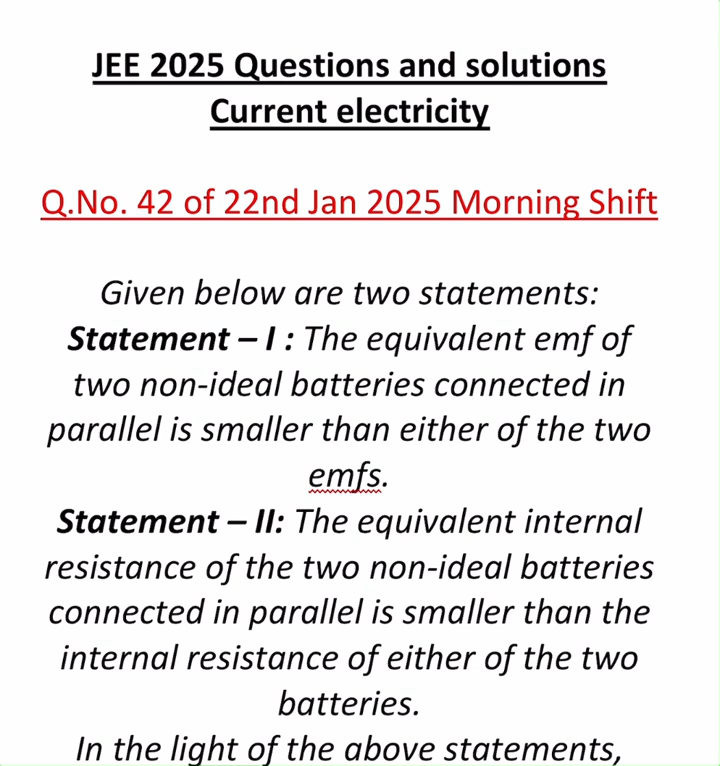 JEE 2025 Questions and solutions
Current electricity
Q.No. 42 of 22nd Jan 2025 Morning Shift
Given below are two statements:
Statement – I : The equivalent emf of
two non-ideal batteries connected in
parallel is smaller than either of the two
emfs.
Statement – II: The equivalent internal
resistance of the two non-ideal batteries
connected in parallel is smaller than the
internal resistance of either of the two
batteries.
In the light of the above statements,